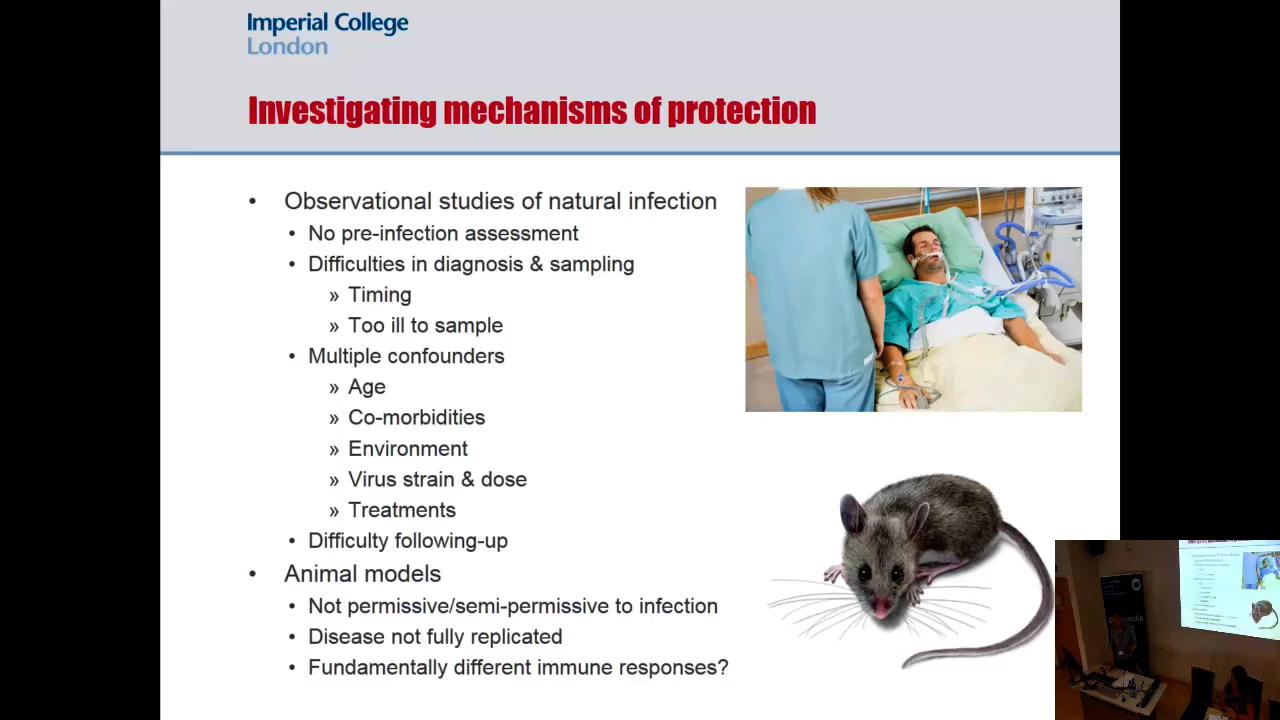 Imperial College
London
Investigating mechanisms of protection
• Observational studies of natural infection
• No pre-infection assessment
• Difficulties in diagnosis & sampling
» Timing
» Too ill to sample
• Multiple confounders
» Age
» Co-morbidities
» Environment
» Virus strain & dose
» Treatments
• Difficulty following-up
• Animal models
• Not permissive/semi-permissive to infection
• Disease not fully replicated
• Fundamentally different immune responses?